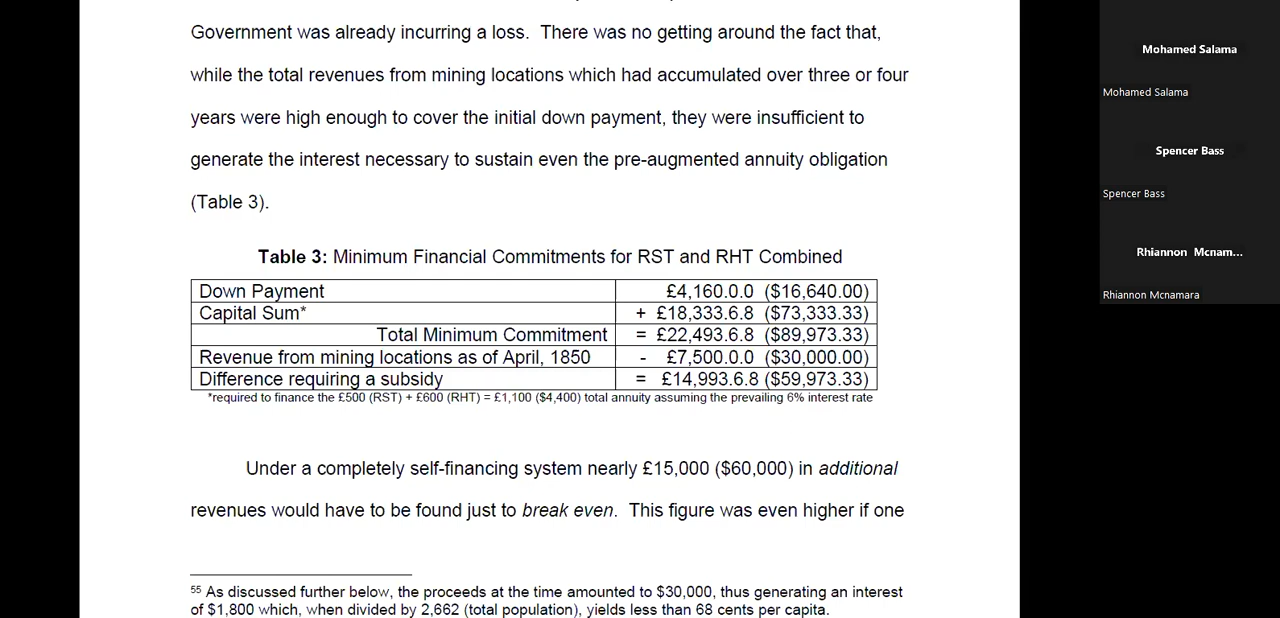 Government was already incurring a loss.  There was no getting around the fact that,
while the total revenues from mining locations which had accumulated over three or four
years were high enough to cover the initial down payment, they were insufficient to
generate the interest necessary to sustain even the pre-augmented annuity obligation
(Table 3).
Table 3: Minimum Financial Commitments for RST and RHT Combined
Down Payment £4,160.0.0 ($16,640.00)
Capital Sum* + £18,333.6.8 ($73,333.33)
Total Minimum Commitment = £22,493.6.8 ($89,973.33)
Revenue from mining locations as of April, 1850 - £7,500.0.0 ($30,000.00)
Difference requiring a subsidy = £14,993.6.8 ($59,973.33)
*required to finance the £500 (RST) + £600 (RHT) = £1,100 ($4,400) total annuity assuming the prevailing 6% interest rate
Under a completely self-financing system nearly £15,000 ($60,000) in additional
revenues would have to be found just to break even.  This figure was even higher if one
55 As discussed further below, the proceeds at the time amounted to $30,000, thus generating an interest
of $1,800 which, when divided by 2,662 (total population), yields less than 68 cents per capita.
Mohamed Salama
Mohamed Salama
Spencer Bass
Spencer Bass
Rhiannon Mcnam...
Rhiannon Mcnamara